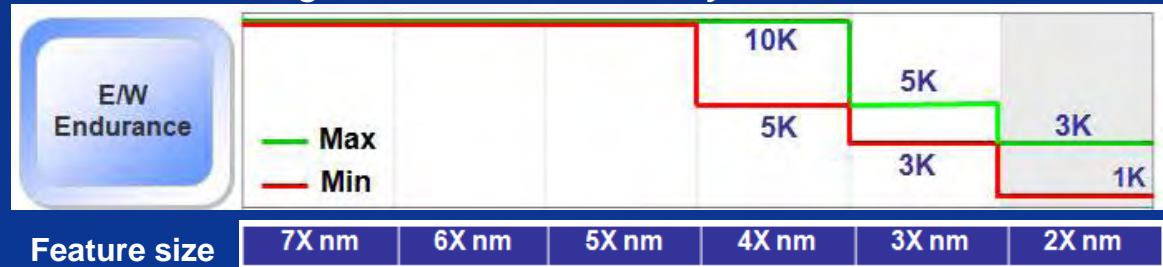 E/W
Endurance
Max
Min
10K
5K
5K
3K
3K
1K
Feature size
7X nm
6X nm
5X nm
4X nm
3X nm
2X nm